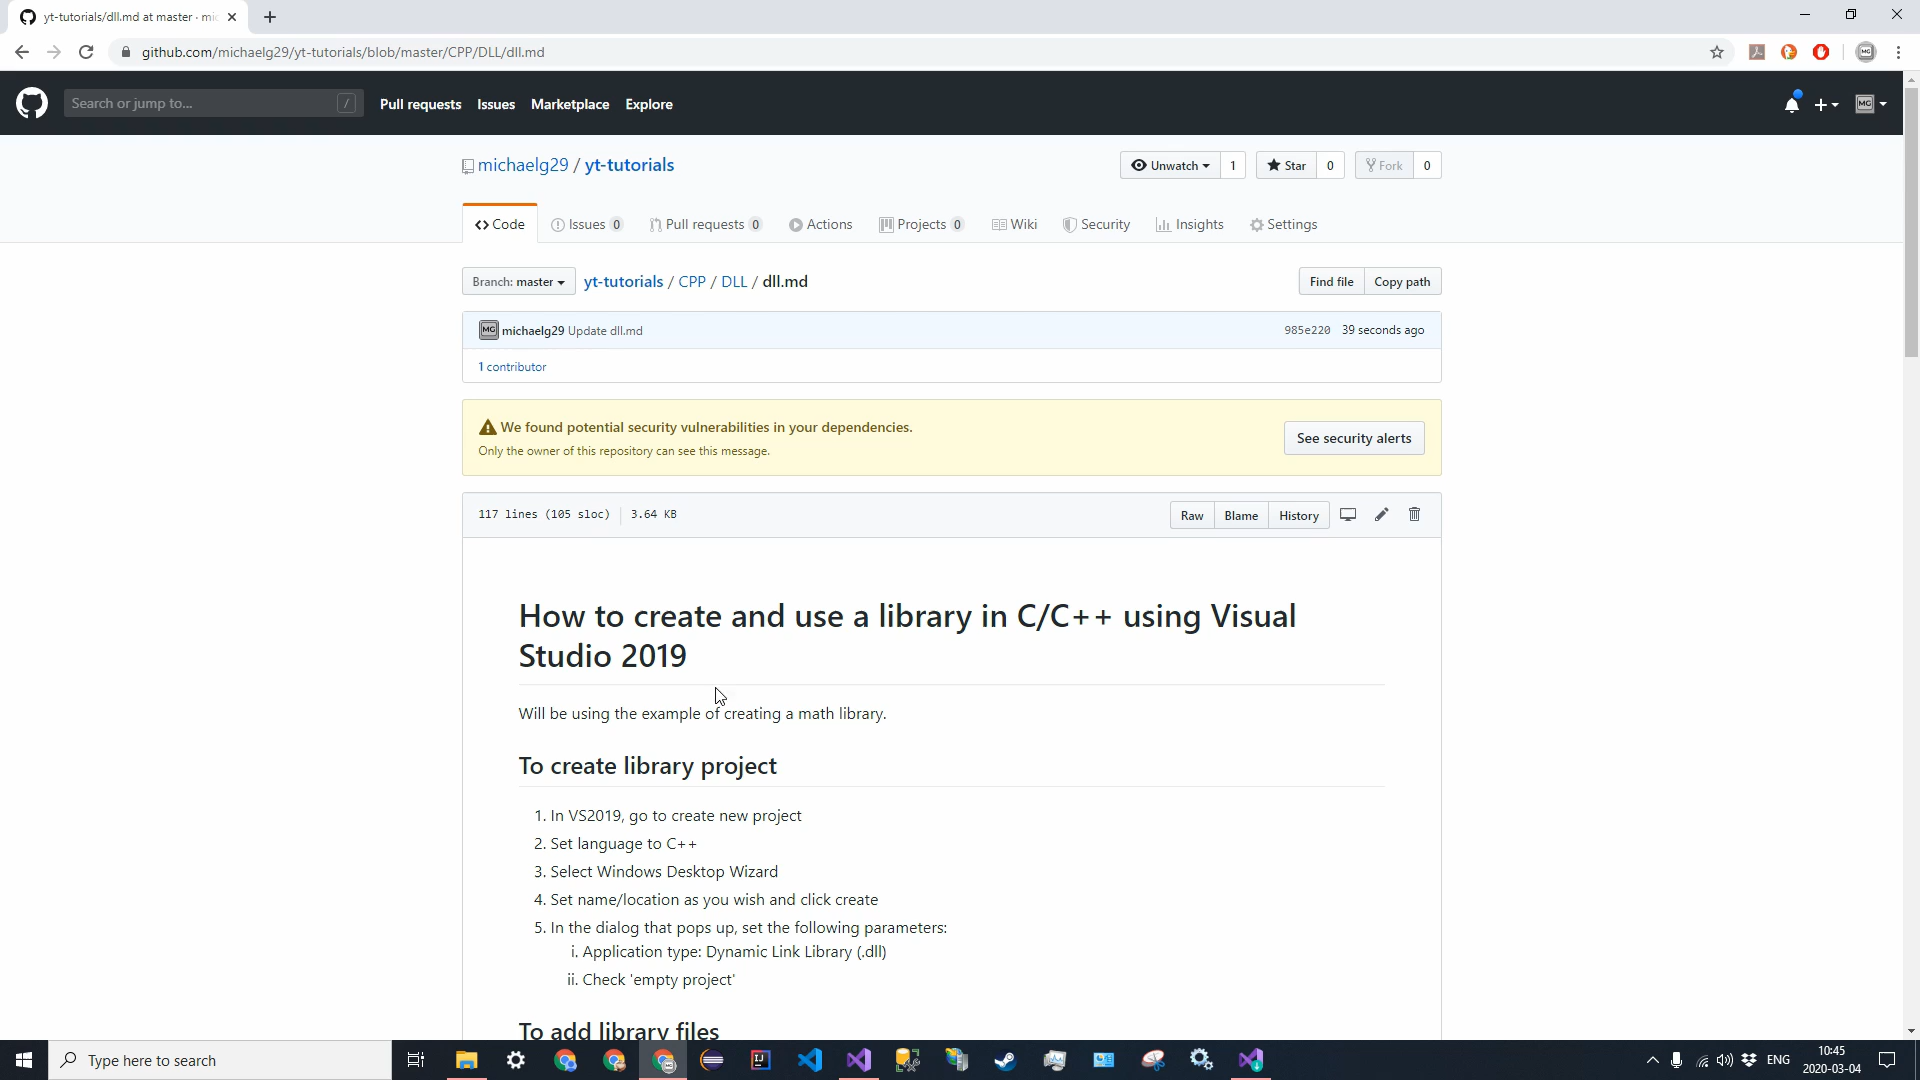 yt-tutorials/dll.md at master · mic
github.com/michaelg29/yt-tutorials/blob/master/CPP/DLL/dll.md
MG
Search or jump to... /
Pull requests Issues Marketplace Explore
MG
michaelg29 / yt-tutorials
Unwatch 1 Star 0 Fork 0
Code Issues 0 Pull requests 0 Actions Projects 0 Wiki Security Insights Settings
Branch: master yt-tutorials / CPP / DLL / dll.md Find file Copy path
MG michaelg29 Update dll.md 985e220 39 seconds ago
1 contributor
We found potential security vulnerabilities in your dependencies.
Only the owner of this repository can see this message.
See security alerts
117 lines (105 sloc) 3.64 KB Raw Blame History
How to create and use a library in C/C++ using Visual
Studio 2019
Will be using the example of creating a math library.
To create library project
1. In VS2019, go to create new project
2. Set language to C++
3. Select Windows Desktop Wizard
4. Set name/location as you wish and click create
5. In the dialog that pops up, set the following parameters:
i. Application type: Dynamic Link Library (.dll)
ii. Check 'empty project'
To add library files
Type here to search
ENG
10:45
2020-03-04